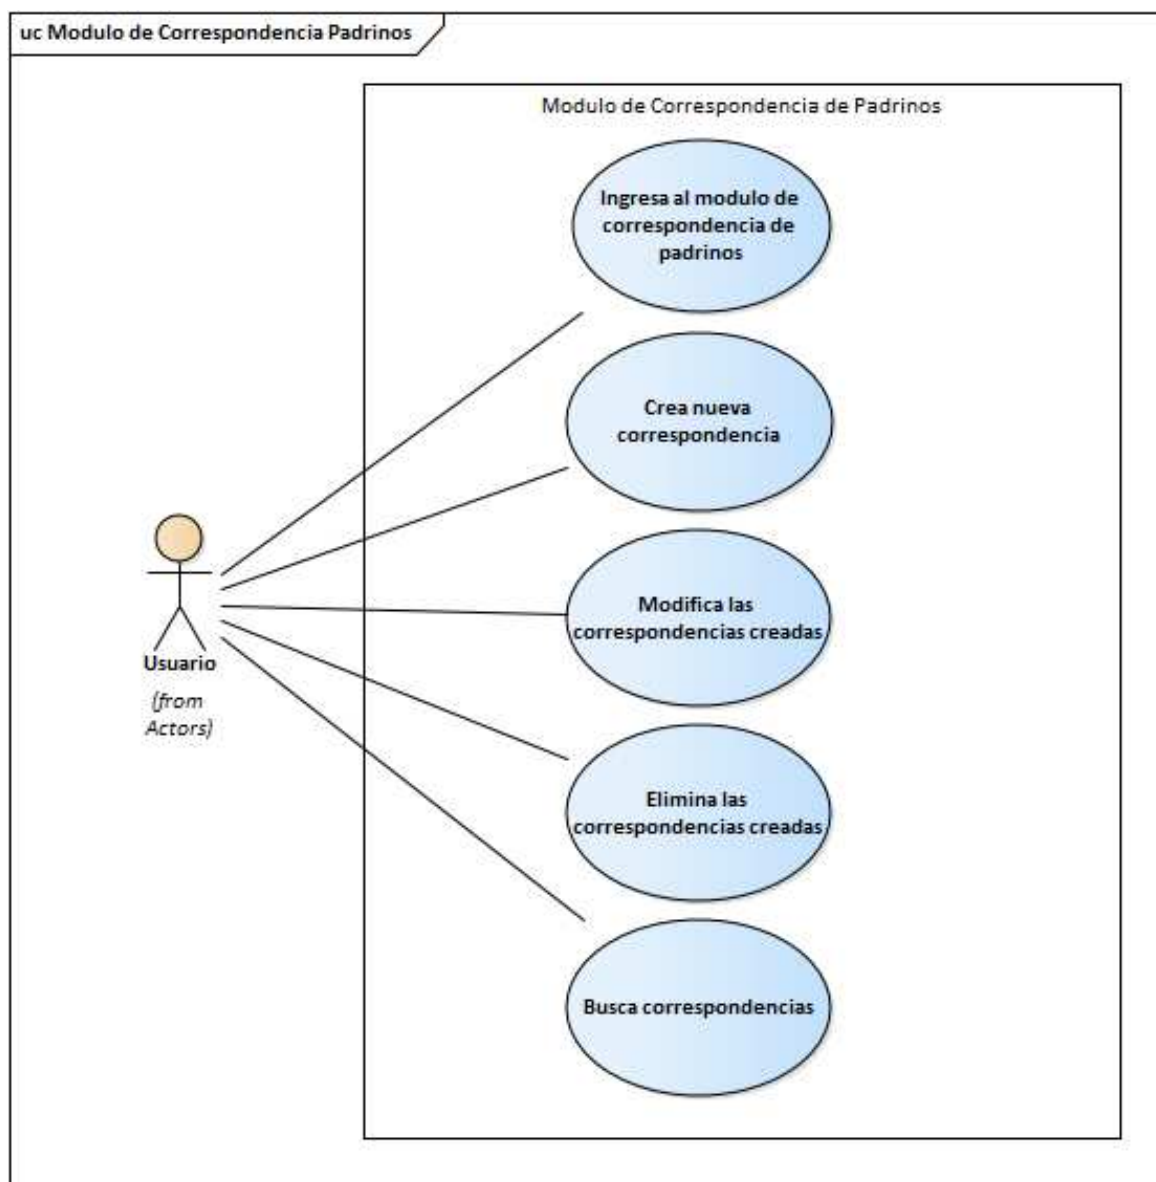 uc Modulo de Correspondencia Padrinos
Modulo de Correspondencia de Padrinos
Ingresa al modulo de
correspondencia de
padrinos
Crea nueva
correspondencia
Modifica las
correspondencias creadas
Usuario
(from
Actors)
Elimina las
correspondencias creadas
Busca correspondencias